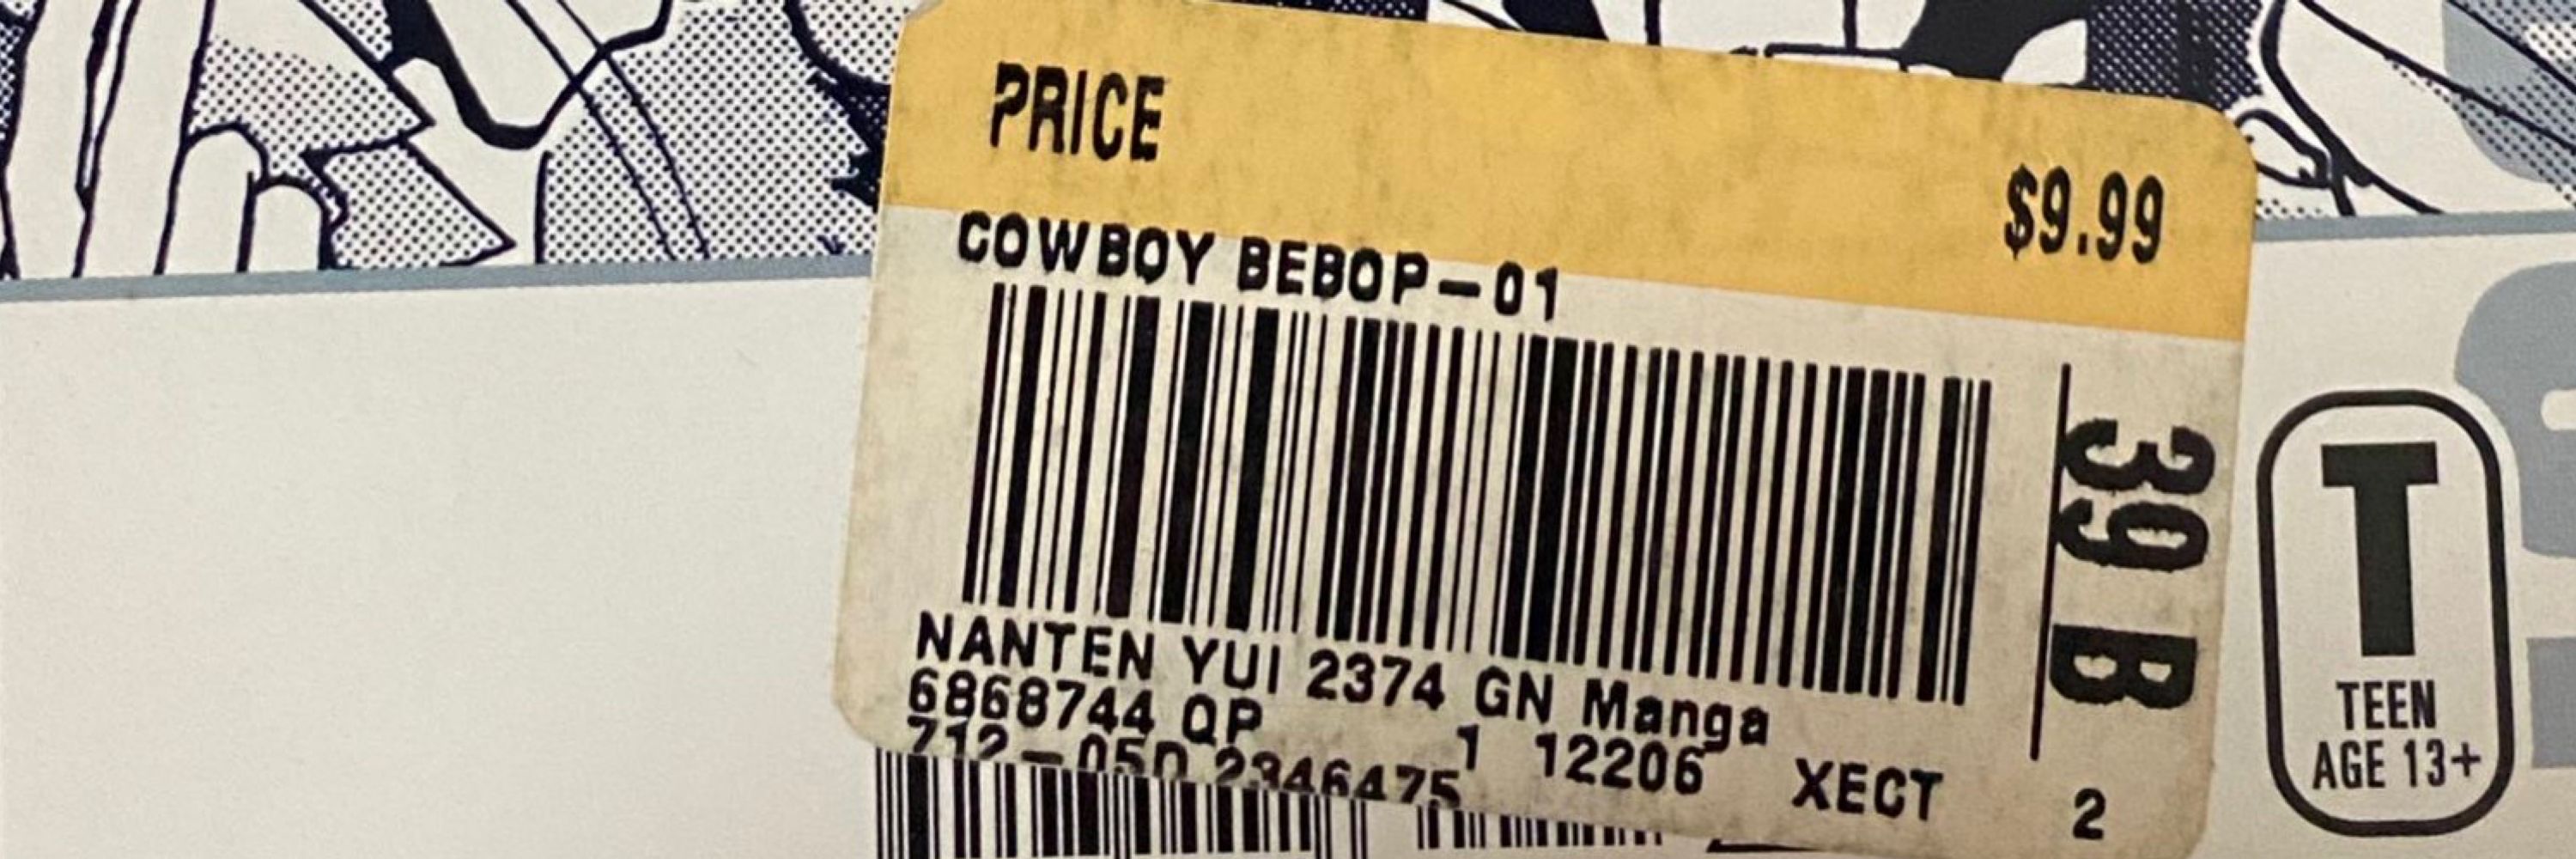 PRICE
$9.99
COWBOY BEBOP-01
39 B
NANTEN YUI 2374 GN Manga
6868744 QP 1 12206 XECT 2
712-05D 2346475
T
TEEN
AGE 13+